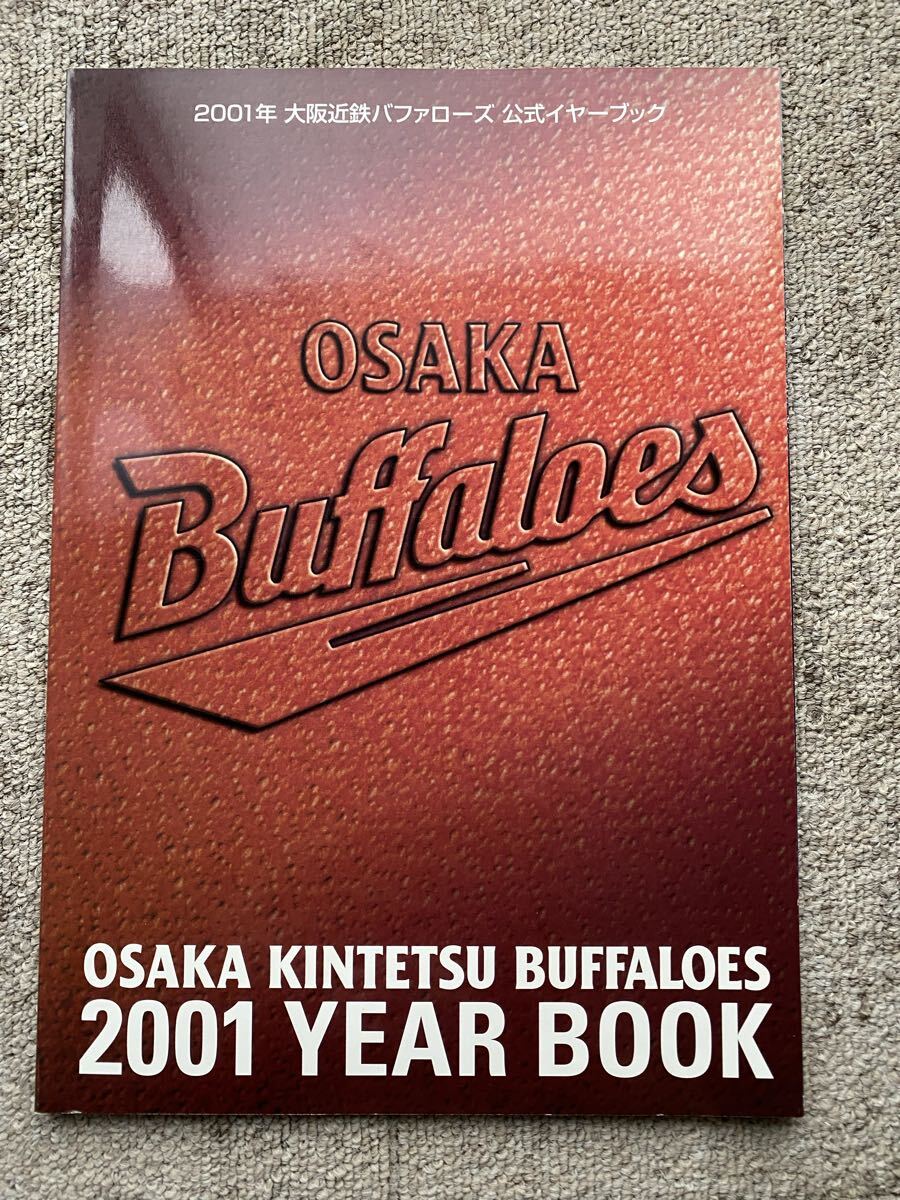 2001年 大阪近鉄バファローズ 公式イヤーブック
OSAKA
Buffaloes
OSAKA KINTETSU BUFFALOES
2001 YEAR BOOK